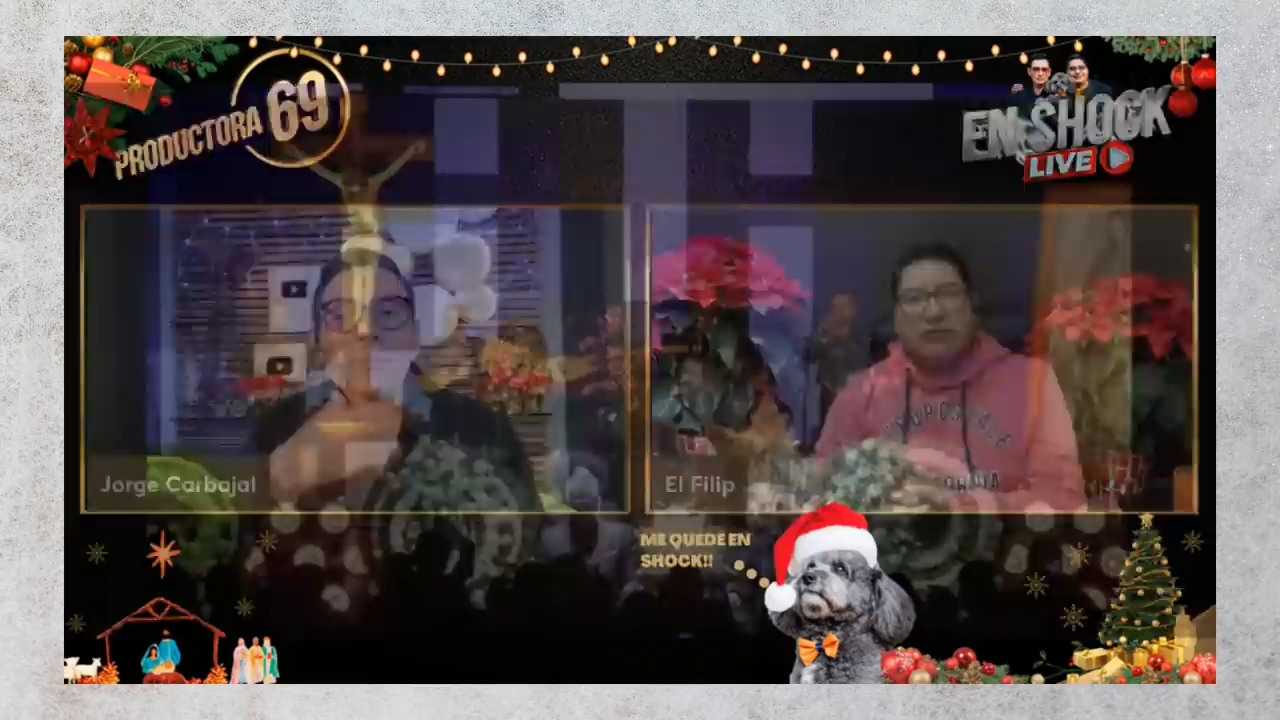 PRODUCTORA 69
EN SHOCK
LIVE
Jorge Carbajal
El Filip
ME QUEDE EN
SHOCK!!